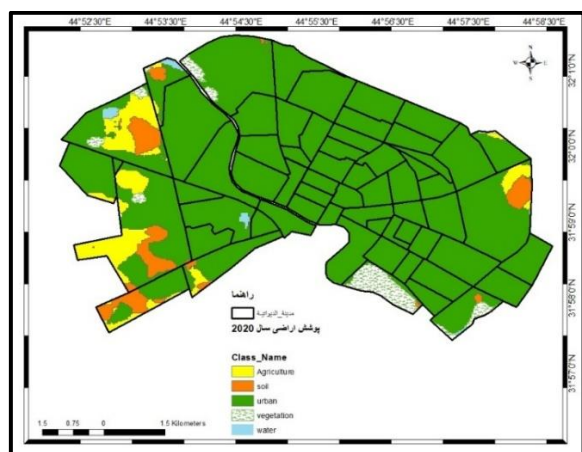 44°52'30"E 44°53'30"E 44°54'30"E 44°55'30"E 44°56'30"E 44°57'30"E 44°58'30"E
N
W E
S
32°1'0"N
32°0'0"N
31°59'0"N
31°58'0"N
31°57'0"N
راهنما
مدينة_الديوانية
پوشش اراضی سال 2020
Class_Name
Agriculture
soil
urban
vegetation
water
1.5 0.75 0 1.5 Kilometers